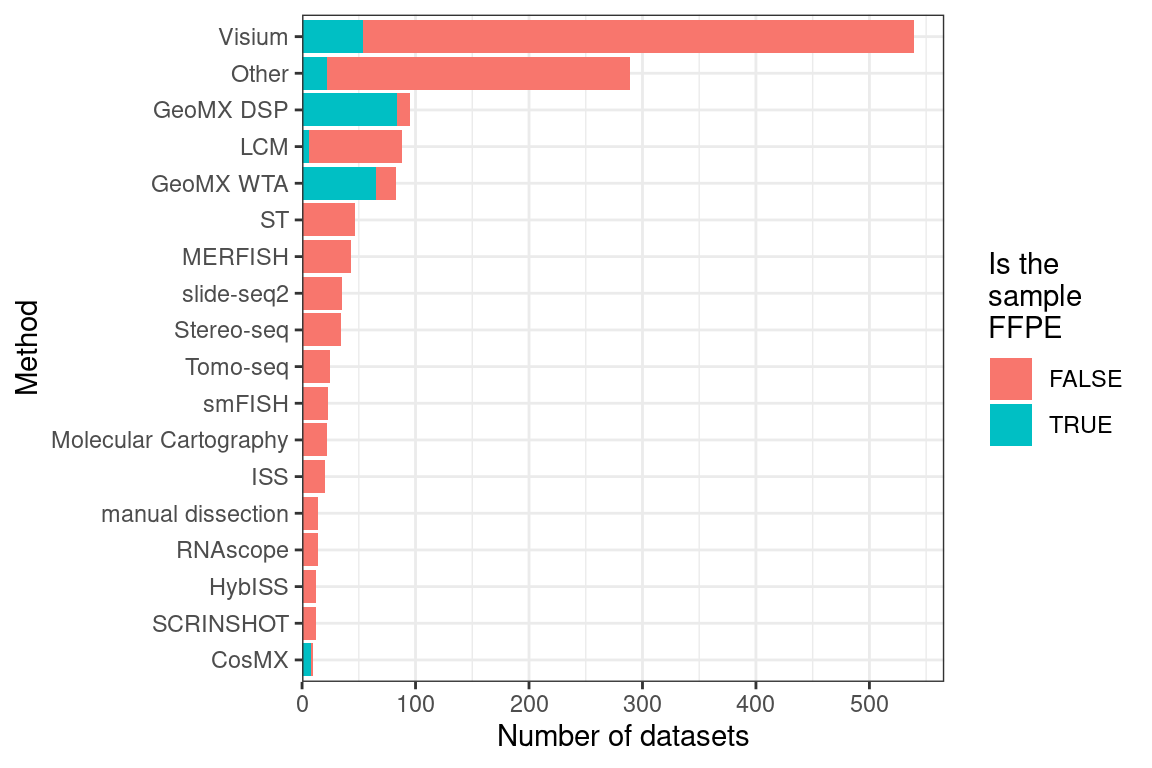 Visium
Other
GeoMX DSP
LCM
GeoMX WTA
ST
MERFISH
slide-seq2
Stereo-seq
Tomo-seq
smFISH
Molecular Cartography
ISS
manual dissection
RNAscope
HybISS
SCRINSHOT
CosMX
Method
0 100 200 300 400 500
Number of datasets
Is the
sample
FFPE
FALSE
TRUE